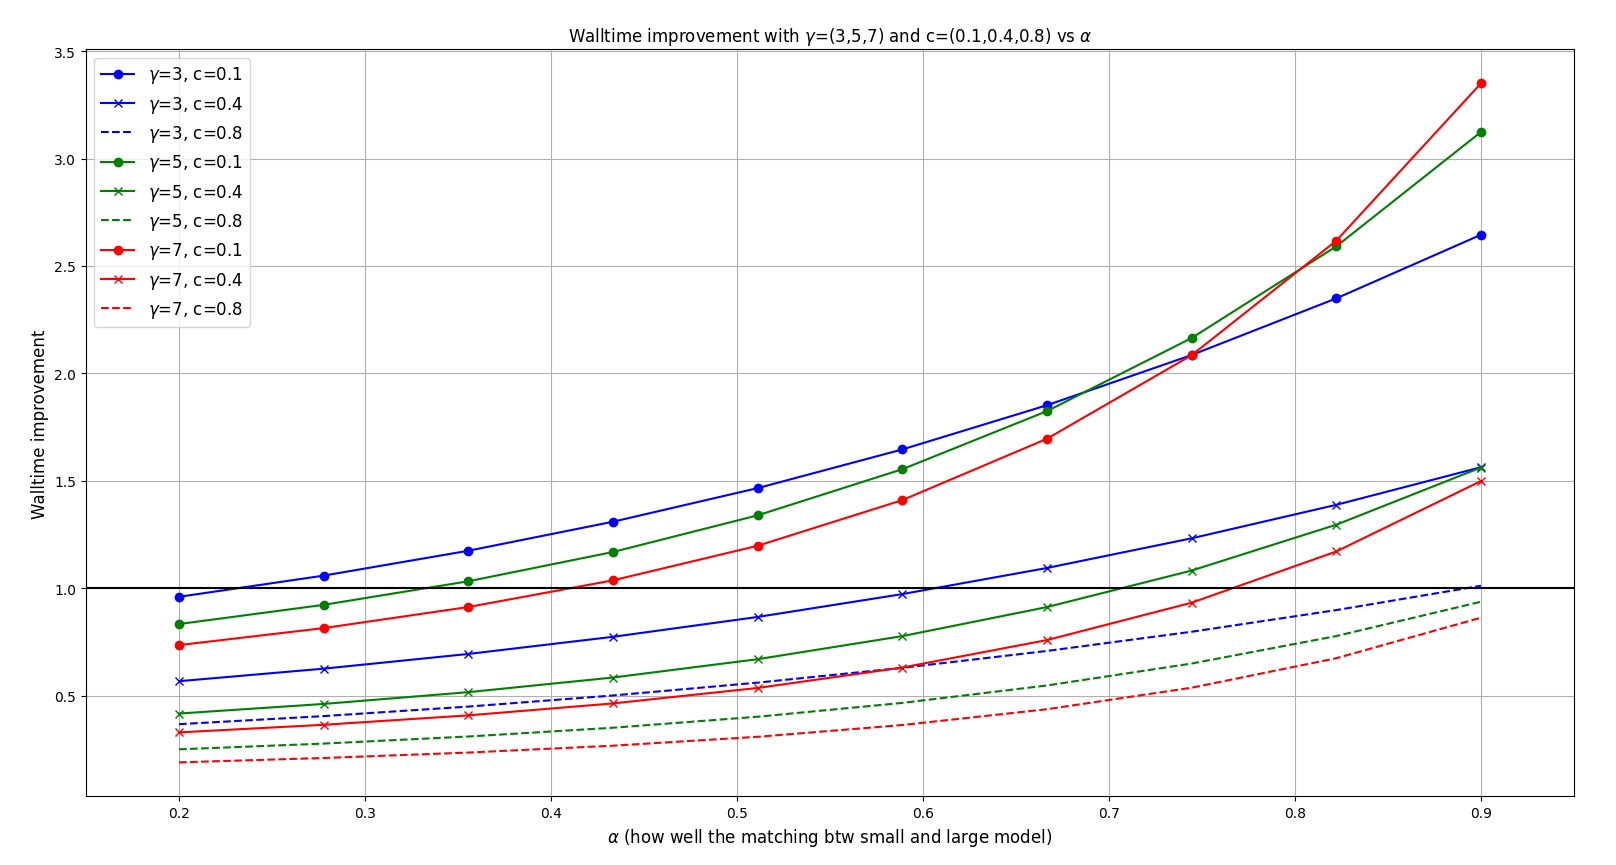 Walltime improvement with γ=(3,5,7) and c=(0.1,0.4,0.8) vs α
3.5
3.0
2.5
2.0
1.5
1.0
0.5
Walltime improvement
γ=3, c=0.1
γ=3, c=0.4
γ=3, c=0.8
γ=5, c=0.1
γ=5, c=0.4
γ=5, c=0.8
γ=7, c=0.1
γ=7, c=0.4
γ=7, c=0.8
0.2 0.3 0.4 0.5 0.6 0.7 0.8 0.9
α (how well the matching btw small and large model)